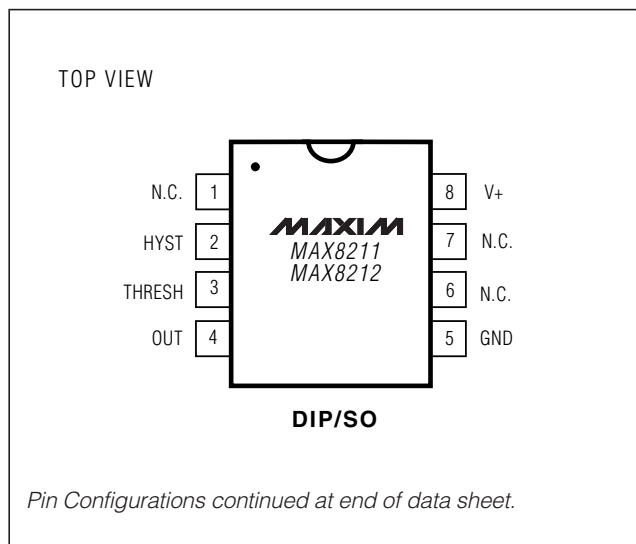 TOP VIEW
N.C. 1
HYST 2
THRESH 3
OUT 4
8 V+
7 N.C.
6 N.C.
5 GND
MAXIM
MAX8211
MAX8212
DIP/SO
Pin Configurations continued at end of data sheet.